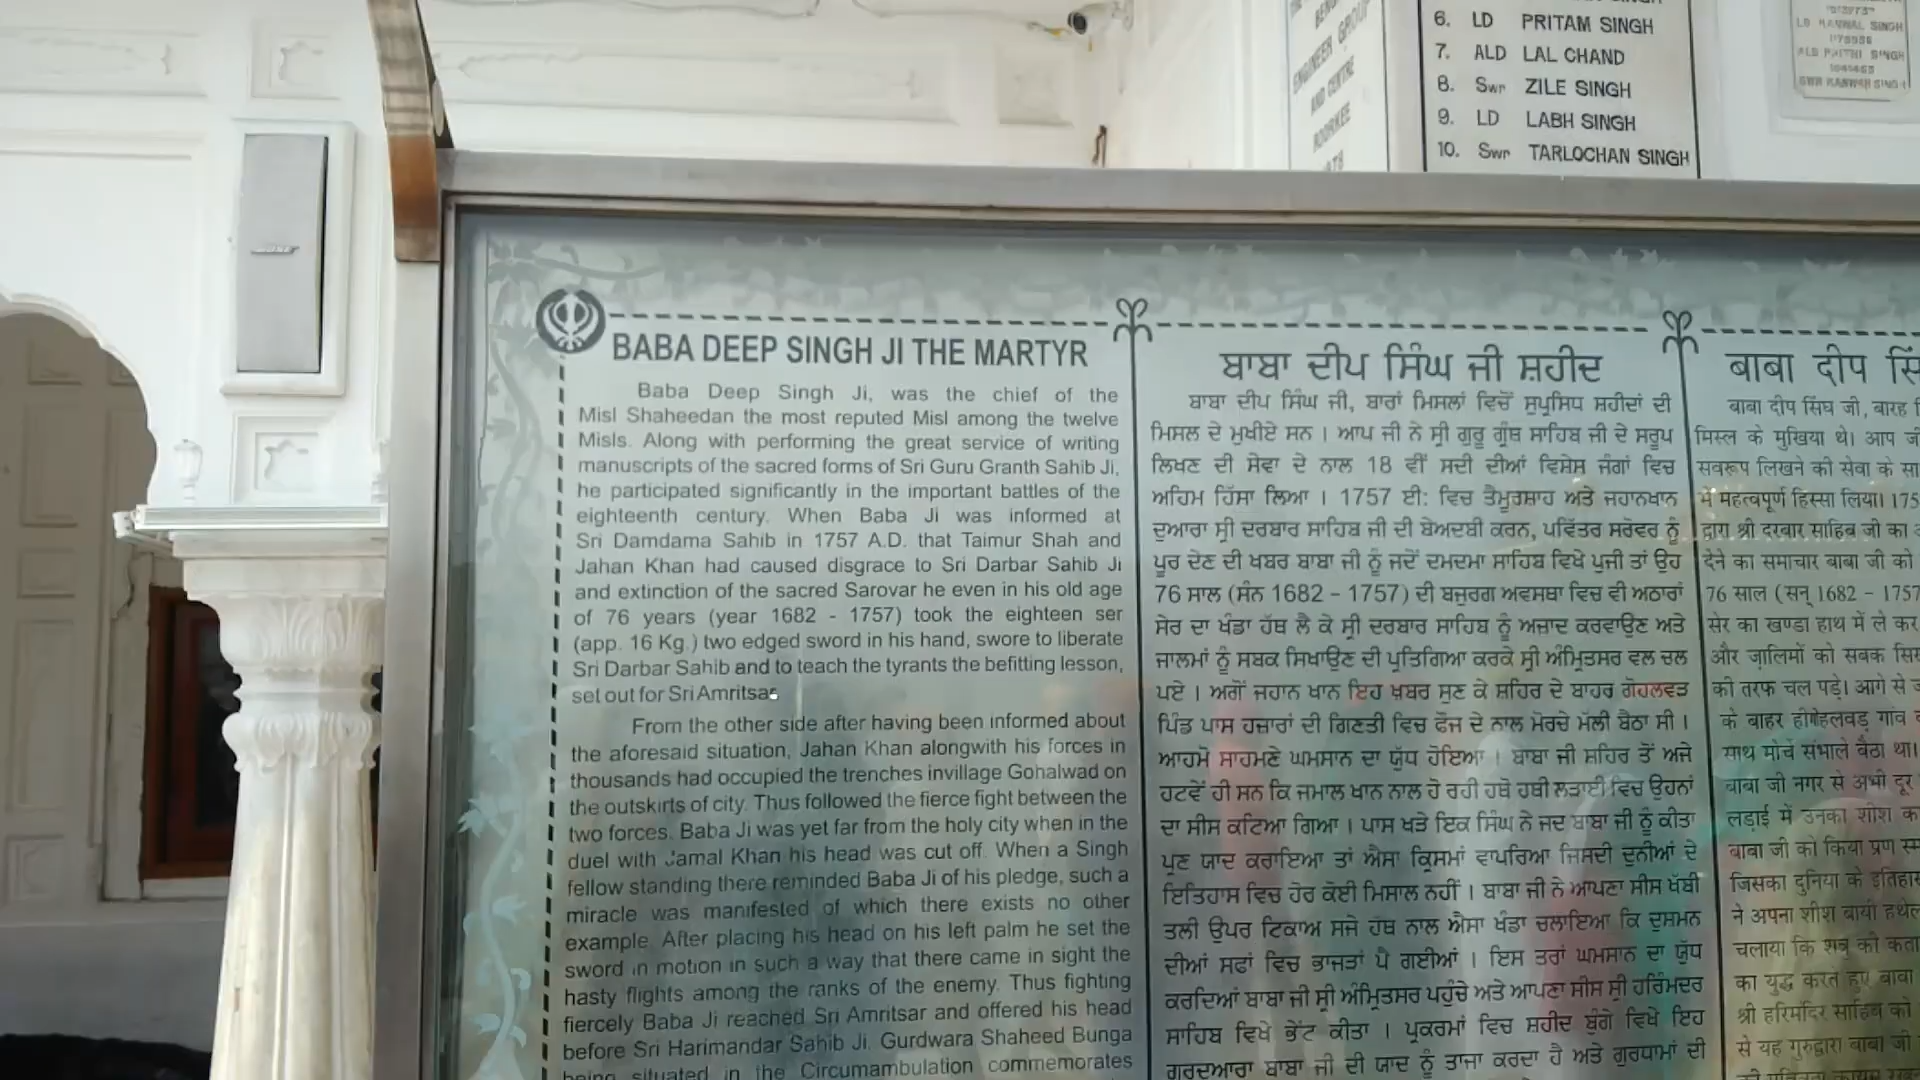 6. LD PRITAM SINGH
7. ALD LAL CHAND
8. Swr ZILE SINGH
9. LD LABH SINGH
10. Swr TARLOCHAN SINGH
ENGINEER GROUP
AND CENTRE
ROORKEE
BOSE
BABA DEEP SINGH JI THE MARTYR
Baba Deep Singh Ji, was the chief of the
Misl Shaheedan the most reputed Misl among the twelve
Misls. Along with performing the great service of writing
manuscripts of the sacred forms of Sri Guru Granth Sahib Ji,
he participated significantly in the important battles of the
eighteenth century. When Baba Ji was informed at
Sri Damdama Sahib in 1757 A.D. that Taimur Shah and
Jahan Khan had caused disgrace to Sri Darbar Sahib Ji
and extinction of the sacred Sarovar he even in his old age
of 76 years (year 1682 - 1757) took the eighteen ser
(app. 16 Kg.) two edged sword in his hand, swore to liberate
Sri Darbar Sahib and to teach the tyrants the befitting lesson,
set out for Sri Amritsar
From the other side after having been informed about
the aforesaid situation, Jahan Khan alongwith his forces in
thousands had occupied the trenches invillage Gohalwad on
the outskirts of city. Thus followed the fierce fight between the
two forces. Baba Ji was yet far from the holy city when in the
duel with Jamal Khan his head was cut off. When a Singh
fellow standing there reminded Baba Ji of his pledge, such a
miracle was manifested of which there exists no other
example. After placing his head on his left palm he set the
sword in motion in such a way that there came in sight the
hasty flights among the ranks of the enemy. Thus fighting
fiercely Baba Ji reached Sri Amritsar and offered his head
before Sri Harimandar Sahib Ji. Gurdwara Shaheed Bunga
being situated in the Circumambulation commemorates
ਬਾਬਾ ਦੀਪ ਸਿੰਘ ਜੀ ਸ਼ਹੀਦ
ਬਾਬਾ ਦੀਪ ਸਿੰਘ ਜੀ, ਬਾਰਾਂ ਮਿਸਲਾਂ ਵਿਚੋਂ ਸੁਪ੍ਰਸਿਧ ਸ਼ਹੀਦਾਂ ਦੀ
ਮਿਸਲ ਦੇ ਮੁਖੀਏ ਸਨ । ਆਪ ਜੀ ਨੇ ਸ੍ਰੀ ਗੁਰੂ ਗ੍ਰੰਥ ਸਾਹਿਬ ਜੀ ਦੇ ਸਰੂਪ
ਲਿਖਣ ਦੀ ਸੇਵਾ ਦੇ ਨਾਲ 18 ਵੀਂ ਸਦੀ ਦੀਆਂ ਵਿਸ਼ੇਸ਼ ਜੰਗਾਂ ਵਿਚ
ਅਹਿਮ ਹਿੱਸਾ ਲਿਆ । 1757 ਈ: ਵਿਚ ਤੈਮੂਰਸ਼ਾਹ ਅਤੇ ਜਹਾਨਖਾਨ
ਦੁਆਰਾ ਸ੍ਰੀ ਦਰਬਾਰ ਸਾਹਿਬ ਜੀ ਦੀ ਬੇਅਦਬੀ ਕਰਨ, ਪਵਿੱਤਰ ਸਰੋਵਰ ਨੂੰ
ਪੂਰ ਦੇਣ ਦੀ ਖਬਰ ਬਾਬਾ ਜੀ ਨੂੰ ਜਦੋਂ ਦਮਦਮਾ ਸਾਹਿਬ ਵਿਖੇ ਪੁਜੀ ਤਾਂ ਉਹ
76 ਸਾਲ (ਸੰਨ 1682 - 1757) ਦੀ ਬਜੁਰਗ ਅਵਸਥਾ ਵਿਚ ਵੀ ਅਠਾਰਾਂ
ਸੇਰ ਦਾ ਖੰਡਾ ਹੱਥ ਲੈ ਕੇ ਸ੍ਰੀ ਦਰਬਾਰ ਸਾਹਿਬ ਨੂੰ ਅਜ਼ਾਦ ਕਰਵਾਉਣ ਅਤੇ
ਜਾਲਮਾਂ ਨੂੰ ਸਬਕ ਸਿਖਾਉਣ ਦੀ ਪ੍ਰਤਿਗਿਆ ਕਰਕੇ ਸ੍ਰੀ ਅੰਮ੍ਰਿਤਸਰ ਵਲ ਚਲ
ਪਏ । ਅਗੋਂ ਜਹਾਨ ਖਾਨ ਇਹ ਖ਼ਬਰ ਸੁਣ ਕੇ ਸ਼ਹਿਰ ਦੇ ਬਾਹਰ ਗੋਹਲਵੜ
ਪਿੰਡ ਪਾਸ ਹਜ਼ਾਰਾਂ ਦੀ ਗਿਣਤੀ ਵਿਚ ਫੌਜ ਦੇ ਨਾਲ ਮੋਰਚੇ ਮੱਲੀ ਬੈਠਾ ਸੀ ।
ਆਹਮੋ ਸਾਹਮਣੇ ਘਮਸਾਨ ਦਾ ਯੁੱਧ ਹੋਇਆ । ਬਾਬਾ ਜੀ ਸ਼ਹਿਰ ਤੋਂ ਅਜੇ
ਹਟਵੇਂ ਹੀ ਸਨ ਕਿ ਜਮਾਲ ਖਾਨ ਨਾਲ ਹੋ ਰਹੀ ਹਥੋ ਹਥੀ ਲੜਾਈ ਵਿਚ ਉਹਨਾਂ
ਦਾ ਸੀਸ ਕਟਿਆ ਗਿਆ । ਪਾਸ ਖੜੇ ਇਕ ਸਿੰਘ ਨੇ ਜਦ ਬਾਬਾ ਜੀ ਨੂੰ ਕੀਤਾ
ਪ੍ਰਣ ਯਾਦ ਕਰਾਇਆ ਤਾਂ ਐਸਾ ਕ੍ਰਿਸਮਾਂ ਵਾਪਰਿਆ ਜਿਸਦੀ ਦੁਨੀਆਂ ਦੇ
ਇਤਿਹਾਸ ਵਿਚ ਹੋਰ ਕੋਈ ਮਿਸਾਲ ਨਹੀਂ । ਬਾਬਾ ਜੀ ਨੇ ਆਪਣਾ ਸੀਸ ਖੱਬੀ
ਤਲੀ ਉਪਰ ਟਿਕਾਅ ਸਜੇ ਹੱਥ ਨਾਲ ਐਸਾ ਖੰਡਾ ਚਲਾਇਆ ਕਿ ਦੁਸਮਨ
ਦੀਆਂ ਸਫਾਂ ਵਿਚ ਭਾਜੜਾਂ ਪੈ ਗਈਆਂ । ਇਸ ਤਰਾਂ ਘਮਸਾਨ ਦਾ ਯੁੱਧ
ਕਰਦਿਆਂ ਬਾਬਾ ਜੀ ਸ੍ਰੀ ਅੰਮ੍ਰਿਤਸਰ ਪਹੁੰਚੇ ਅਤੇ ਆਪਣਾ ਸੀਸ ਸ੍ਰੀ ਹਰਿਮੰਦਰ
ਸਾਹਿਬ ਵਿਖੇ ਭੇਂਟ ਕੀਤਾ । ਪ੍ਰਕਰਮਾਂ ਵਿਚ ਸ਼ਹੀਦ ਬੁੰਗੇ ਵਿਖੇ ਇਹ
ਗੁਰਦੁਆਰਾ ਬਾਬਾ ਜੀ ਦੀ ਯਾਦ ਨੂੰ ਤਾਜਾ ਕਰਦਾ ਹੈ ਅਤੇ ਗੁਰਧਾਮਾਂ ਦੀ
बाबा दीप सिं
बाबा दीप सिंघ जी, बारह
मिस्ल के मुखिया थे। आप जी
सवरूप लिखने की सेवा के सा
में महत्वपूर्ण हिस्सा लिया। 175
द्वारा श्री दरबार साहिब जी का
देने का समाचार बाबा जी को
76 साल (सन् 1682 - 1757
सेर का खण्डा हाथ में ले कर
और ज़ालिमों को सबक सिख
की तरफ चल पड़े। आगे से ज
के बाहर ही गोहलवड़ गांव
साथ मोर्चे संभाले बैठा था।
बाबा जी नगर से अभी दूर
लड़ाई में उनका शीश क
बाबा जी को किया प्रण स्म
जिसका दुनिया के इतिहास
ने अपना शीश बायी हथेल
चलाया कि शत्रु की कता
का युद्ध करते हुए बाबा
श्री हरिमंदिर साहिब को
से यह गुरुद्वारा बाबा जी